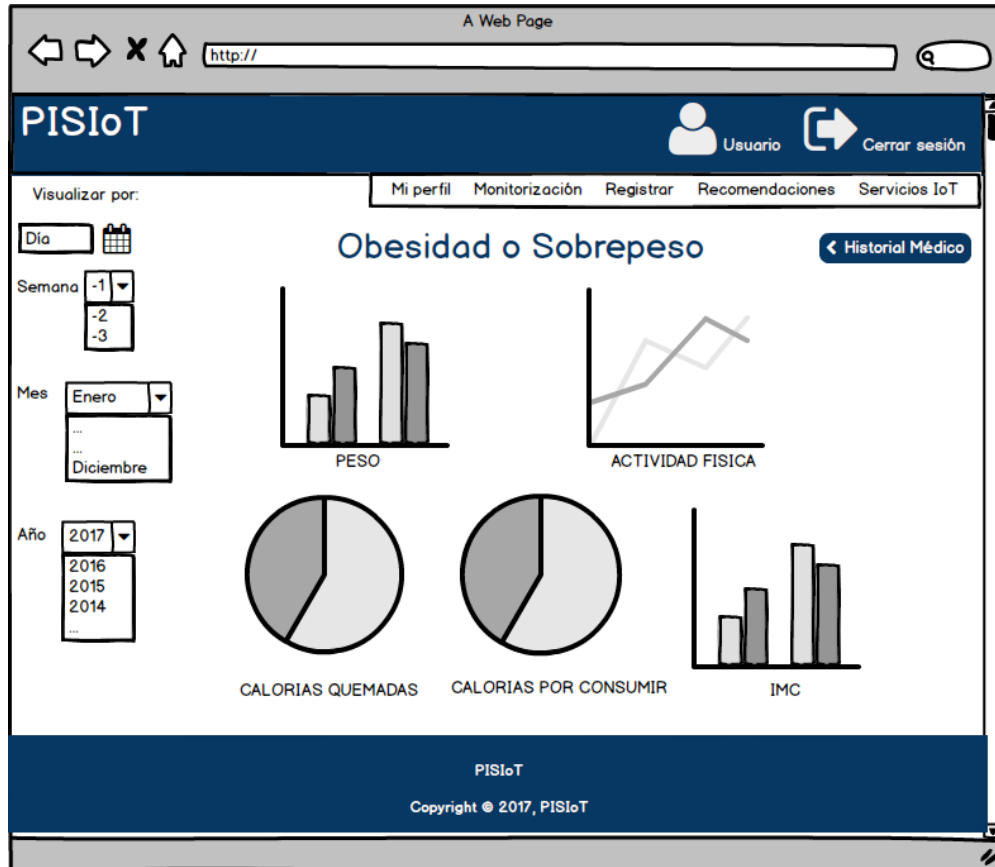 A Web Page
http://
PISIoT
Usuario
Cerrar sesión
Mi perfil Monitorización Registrar Recomendaciones Servicios IoT
Visualizar por:
Día
Semana -1
-2
-3
Mes Enero
...
...
Diciembre
Año 2017
2016
2015
2014
...
Obesidad o Sobrepeso
Historial Médico
PESO
ACTIVIDAD FISICA
CALORIAS QUEMADAS
CALORIAS POR CONSUMIR
IMC
PISIoT
Copyright © 2017, PISIoT